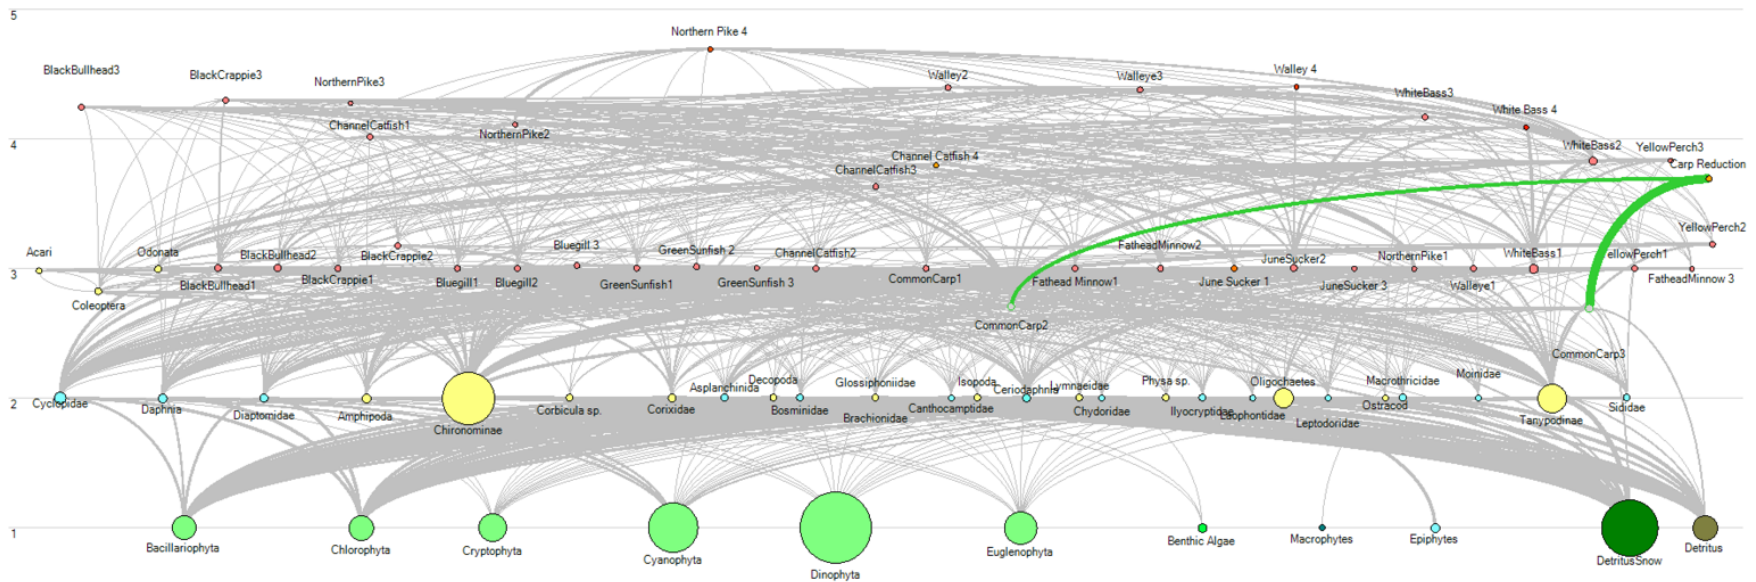 5
Northern Pike 4
BlackBullhead3
BlackCrappie3
NorthernPike3
Walley2
Walleye3
Walley 4
WhiteBass3
White Bass 4
ChannelCatfish1
NorthernPike2
4
WhiteBass2
YellowPerch3
Channel Catfish 4
Carp Reduction
ChannelCatfish3
YellowPerch2
Acari
Odonata
BlackBullhead2
BlackCrappie2
Bluegill 3
GreenSunfish 2
ChannelCatfish2
FatheadMinnow2
JuneSucker2
NorthernPike1
WhiteBass1
YellowPerch1
3
Coleoptera
BlackBullhead1
BlackCrappie1
Bluegill1
Bluegill2
GreenSunfish1
GreenSunfish 3
CommonCarp1
Fathead Minnow1
June Sucker 1
JuneSucker 3
Walleye1
FatheadMinnow 3
CommonCarp2
CommonCarp3
Asplanchinida
Decopoda
Glossiphoniidae
Isopoda
Ceriodaphnia
Lymnaeidae
Physa sp.
Oligochaetes
Macrothricidae
Moinidae
2
Cyclopidae
Daphnia
Diaptomidae
Amphipoda
Chironominae
Corbicula sp.
Corixidae
Bosminidae
Brachionidae
Canthocamptidae
Chydoridae
Ilyocryptidae
Leptodoridae
Ostracod
Tanypodinae
Sididae
1
Bacillariophyta
Chlorophyta
Cryptophyta
Cyanophyta
Dinophyta
Euglenophyta
Benthic Algae
Macrophytes
Epiphytes
DetritusSnow
Detritus